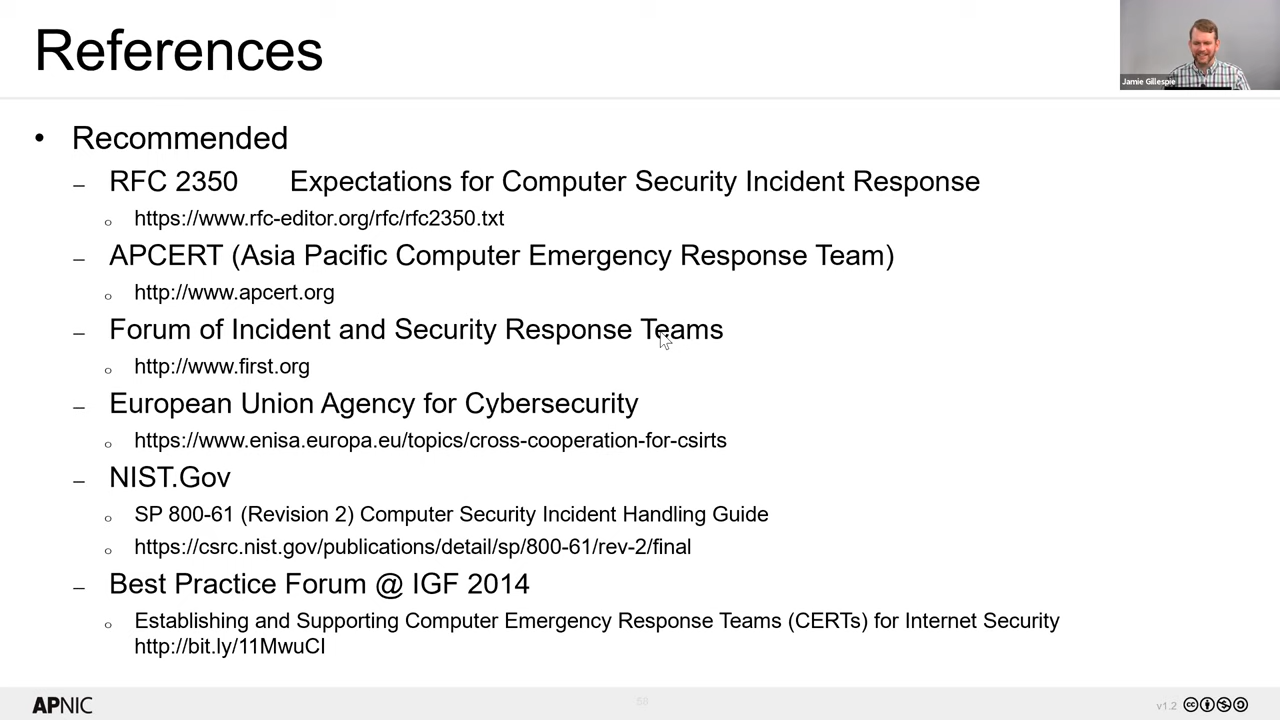 References
Jamie Gillespie
• Recommended
– RFC 2350 Expectations for Computer Security Incident Response
o https://www.rfc-editor.org/rfc/rfc2350.txt
– APCERT (Asia Pacific Computer Emergency Response Team)
o http://www.apcert.org
– Forum of Incident and Security Response Teams
o http://www.first.org
– European Union Agency for Cybersecurity
o https://www.enisa.europa.eu/topics/cross-cooperation-for-csirts
– NIST.Gov
o SP 800-61 (Revision 2) Computer Security Incident Handling Guide
o https://csrc.nist.gov/publications/detail/sp/800-61/rev-2/final
– Best Practice Forum @ IGF 2014
o Establishing and Supporting Computer Emergency Response Teams (CERTs) for Internet Security
http://bit.ly/11MwuCI
APNIC
58
v1.2